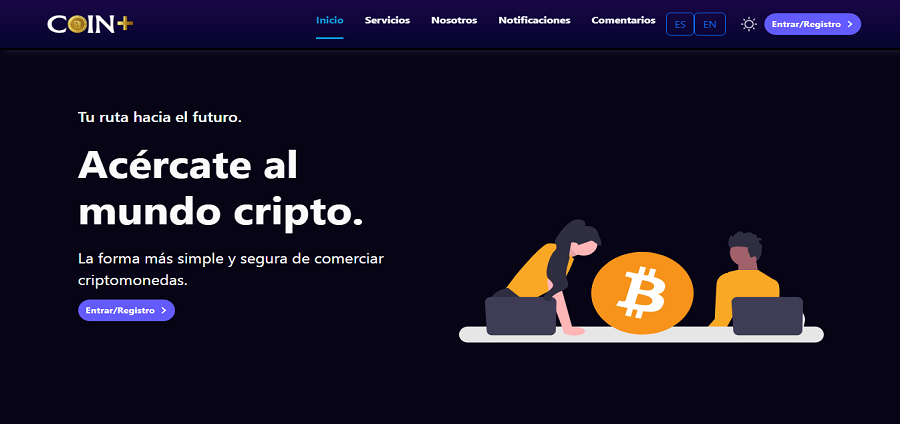 COIN+
Inicio Servicios Nosotros Notificaciones Comentarios ES EN Entrar/Registro
Tu ruta hacia el futuro.
Acércate al
mundo cripto.
La forma más simple y segura de comerciar
criptomonedas.
Entrar/Registro